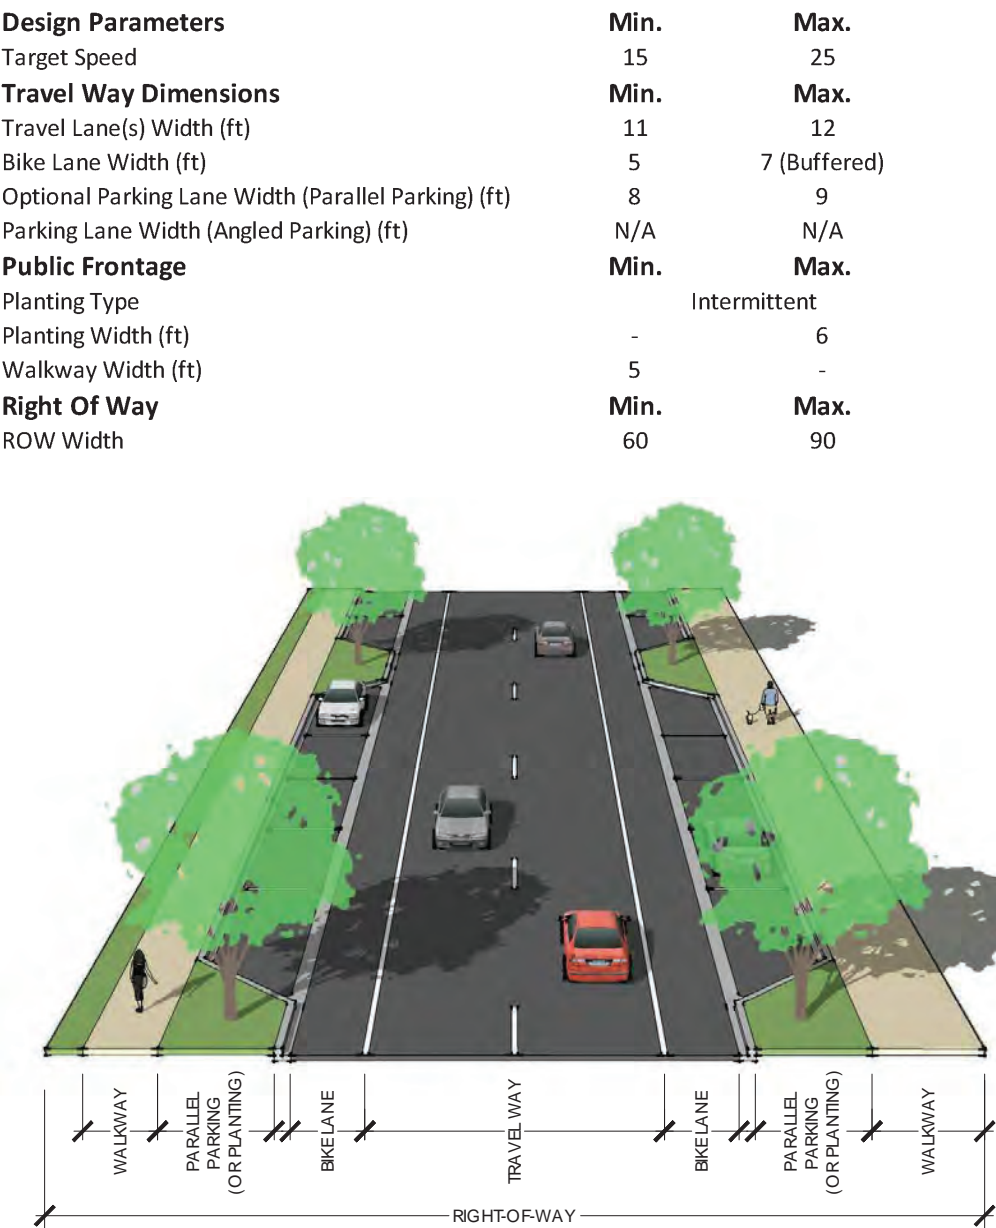 Design Parameters Min. Max.
Target Speed 15 25
Travel Way Dimensions Min. Max.
Travel Lane(s) Width (ft) 11 12
Bike Lane Width (ft) 5 7 (Buffered)
Optional Parking Lane Width (Parallel Parking) (ft) 8 9
Parking Lane Width (Angled Parking) (ft) N/A N/A
Public Frontage Min. Max.
Planting Type Intermittent
Planting Width (ft) - 6
Walkway Width (ft) 5 -
Right Of Way Min. Max.
ROW Width 60 90
WALKWAY
PARALLEL
PARKING
(OR PLANTING)
BIKE LANE
TRAVEL WAY
BIKE LANE
PARALLEL
PARKING
(OR PLANTING)
WALKWAY
RIGHT-OF-WAY